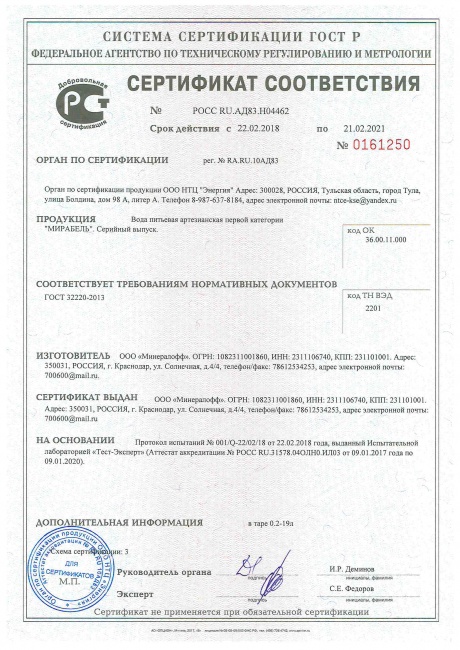 СИСТЕМА СЕРТИФИКАЦИИ ГОСТ Р
ФЕДЕРАЛЬНОЕ АГЕНТСТВО ПО ТЕХНИЧЕСКОМУ РЕГУЛИРОВАНИЮ И МЕТРОЛОГИИ
Добровольная
РСТ
сертификация
СЕРТИФИКАТ СООТВЕТСТВИЯ
№ РОСС RU.АД83.Н04462
Срок действия с 22.02.2018 по 21.02.2021
№ 0161250
ОРГАН ПО СЕРТИФИКАЦИИ рег. № RA.RU.10АД83
Орган по сертификации продукции ООО НТЦ "Энергия" Адрес: 300028, РОССИЯ, Тульская область, город Тула,
улица Болдина, дом 98 А, литер А. Телефон 8-987-637-8184, адрес электронной почты: ntce-kse@yandex.ru
ПРОДУКЦИЯ Вода питьевая артезианская первой категории
"МИРАБЕЛЬ". Серийный выпуск.
код ОК
36.00.11.000
СООТВЕТСТВУЕТ ТРЕБОВАНИЯМ НОРМАТИВНЫХ ДОКУМЕНТОВ
ГОСТ 32220-2013
код ТН ВЭД
2201
ИЗГОТОВИТЕЛЬ ООО «Минералофф». ОГРН: 1082311001860, ИНН: 2311106740, КПП: 231101001. Адрес:
350031, РОССИЯ, г. Краснодар, ул. Солнечная, д.4/4, телефон/факс: 78612534253, адрес электронной почты:
700600@mail.ru.
СЕРТИФИКАТ ВЫДАН ООО «Минералофф». ОГРН: 1082311001860, ИНН: 2311106740, КПП: 231101001.
Адрес: 350031, РОССИЯ, г. Краснодар, ул. Солнечная, д.4/4, телефон/факс: 78612534253, адрес электронной почты:
700600@mail.ru.
НА ОСНОВАНИИ Протокол испытаний № 001/Q-22/02/18 от 22.02.2018 года, выданный Испытательной
лабораторией «Тест-Эксперт» (Аттестат аккредитации № РОСС RU.31578.04ОЛН0.ИЛ03 от 09.01.2017 года по
09.01.2020).
ДОПОЛНИТЕЛЬНАЯ ИНФОРМАЦИЯ в таре 0.2-19л
Схема сертификации: 3
ДЛЯ
СЕРТИФИКАТОВ
М.П.
Руководитель органа И.Р. Деминов
подпись инициалы, фамилия
Эксперт С.Е. Федоров
подпись инициалы, фамилия
Сертификат не применяется при обязательной сертификации